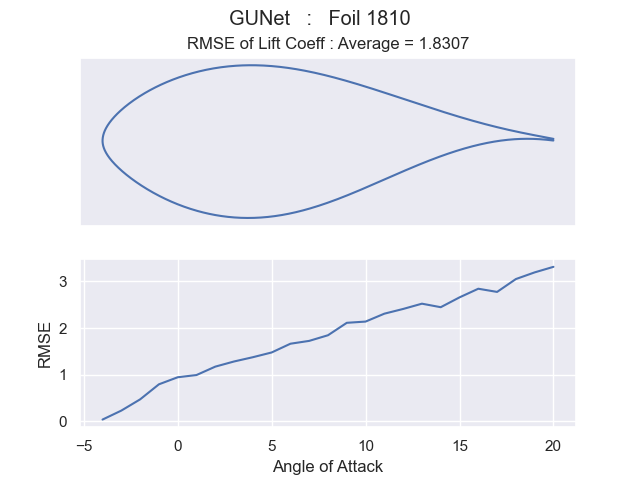 GUNet   :   Foil 1810
RMSE of Lift Coeff : Average = 1.8307
3
2
1
0
RMSE
−5 0 5 10 15 20
Angle of Attack